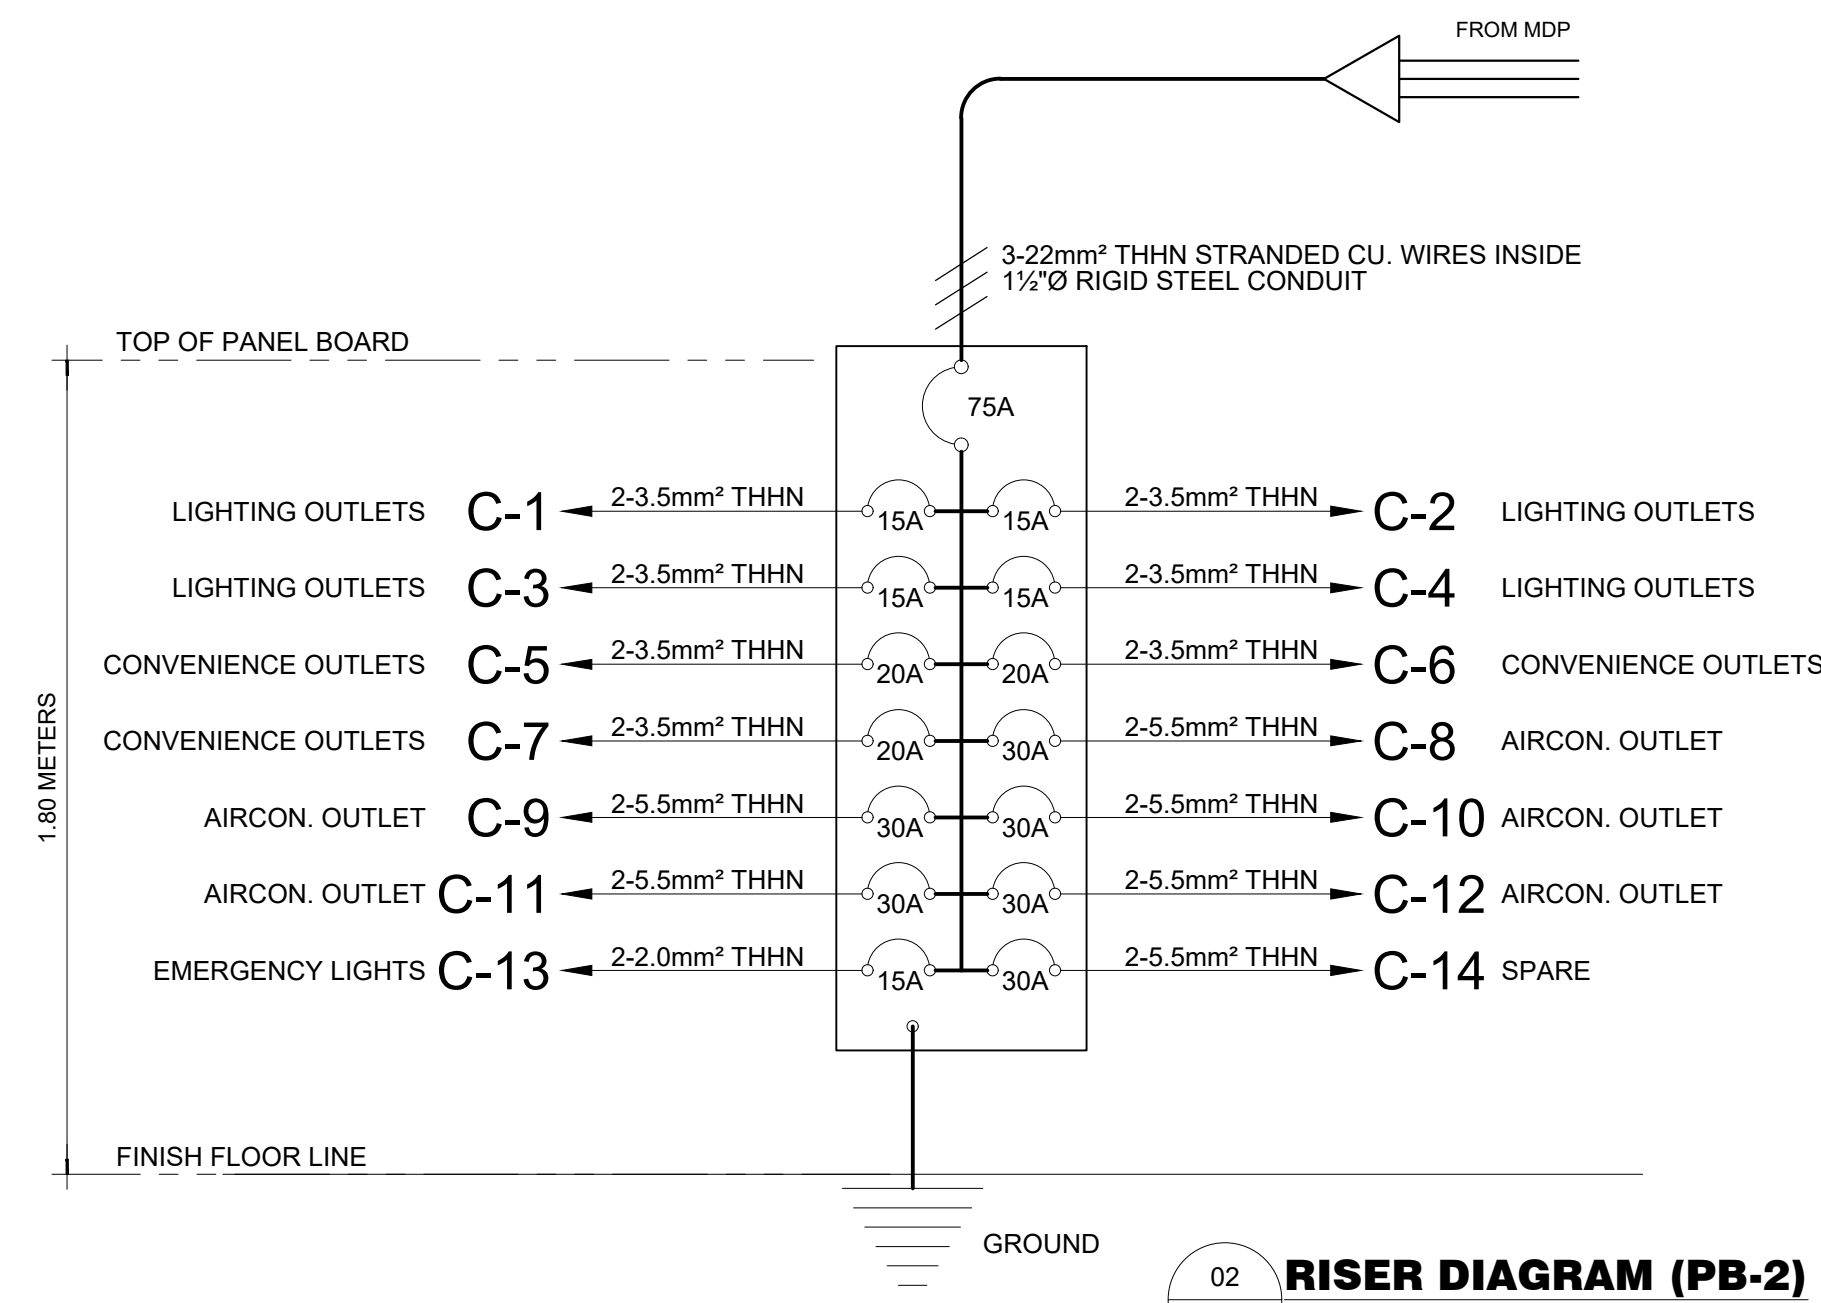 FROM MDP
3-22mm² THHN STRANDED CU. WIRES INSIDE
1½"Ø RIGID STEEL CONDUIT
TOP OF PANEL BOARD
75A
LIGHTING OUTLETS C-1 2-3.5mm² THHN 15A 15A 2-3.5mm² THHN C-2 LIGHTING OUTLETS
LIGHTING OUTLETS C-3 2-3.5mm² THHN 15A 15A 2-3.5mm² THHN C-4 LIGHTING OUTLETS
CONVENIENCE OUTLETS C-5 2-3.5mm² THHN 20A 20A 2-3.5mm² THHN C-6 CONVENIENCE OUTLETS
CONVENIENCE OUTLETS C-7 2-3.5mm² THHN 20A 30A 2-5.5mm² THHN C-8 AIRCON. OUTLET
AIRCON. OUTLET C-9 2-5.5mm² THHN 30A 30A 2-5.5mm² THHN C-10 AIRCON. OUTLET
AIRCON. OUTLET C-11 2-5.5mm² THHN 30A 30A 2-5.5mm² THHN C-12 AIRCON. OUTLET
EMERGENCY LIGHTS C-13 2-2.0mm² THHN 15A 30A 2-5.5mm² THHN C-14 SPARE
1.80 METERS
FINISH FLOOR LINE
GROUND
02 RISER DIAGRAM (PB-2)